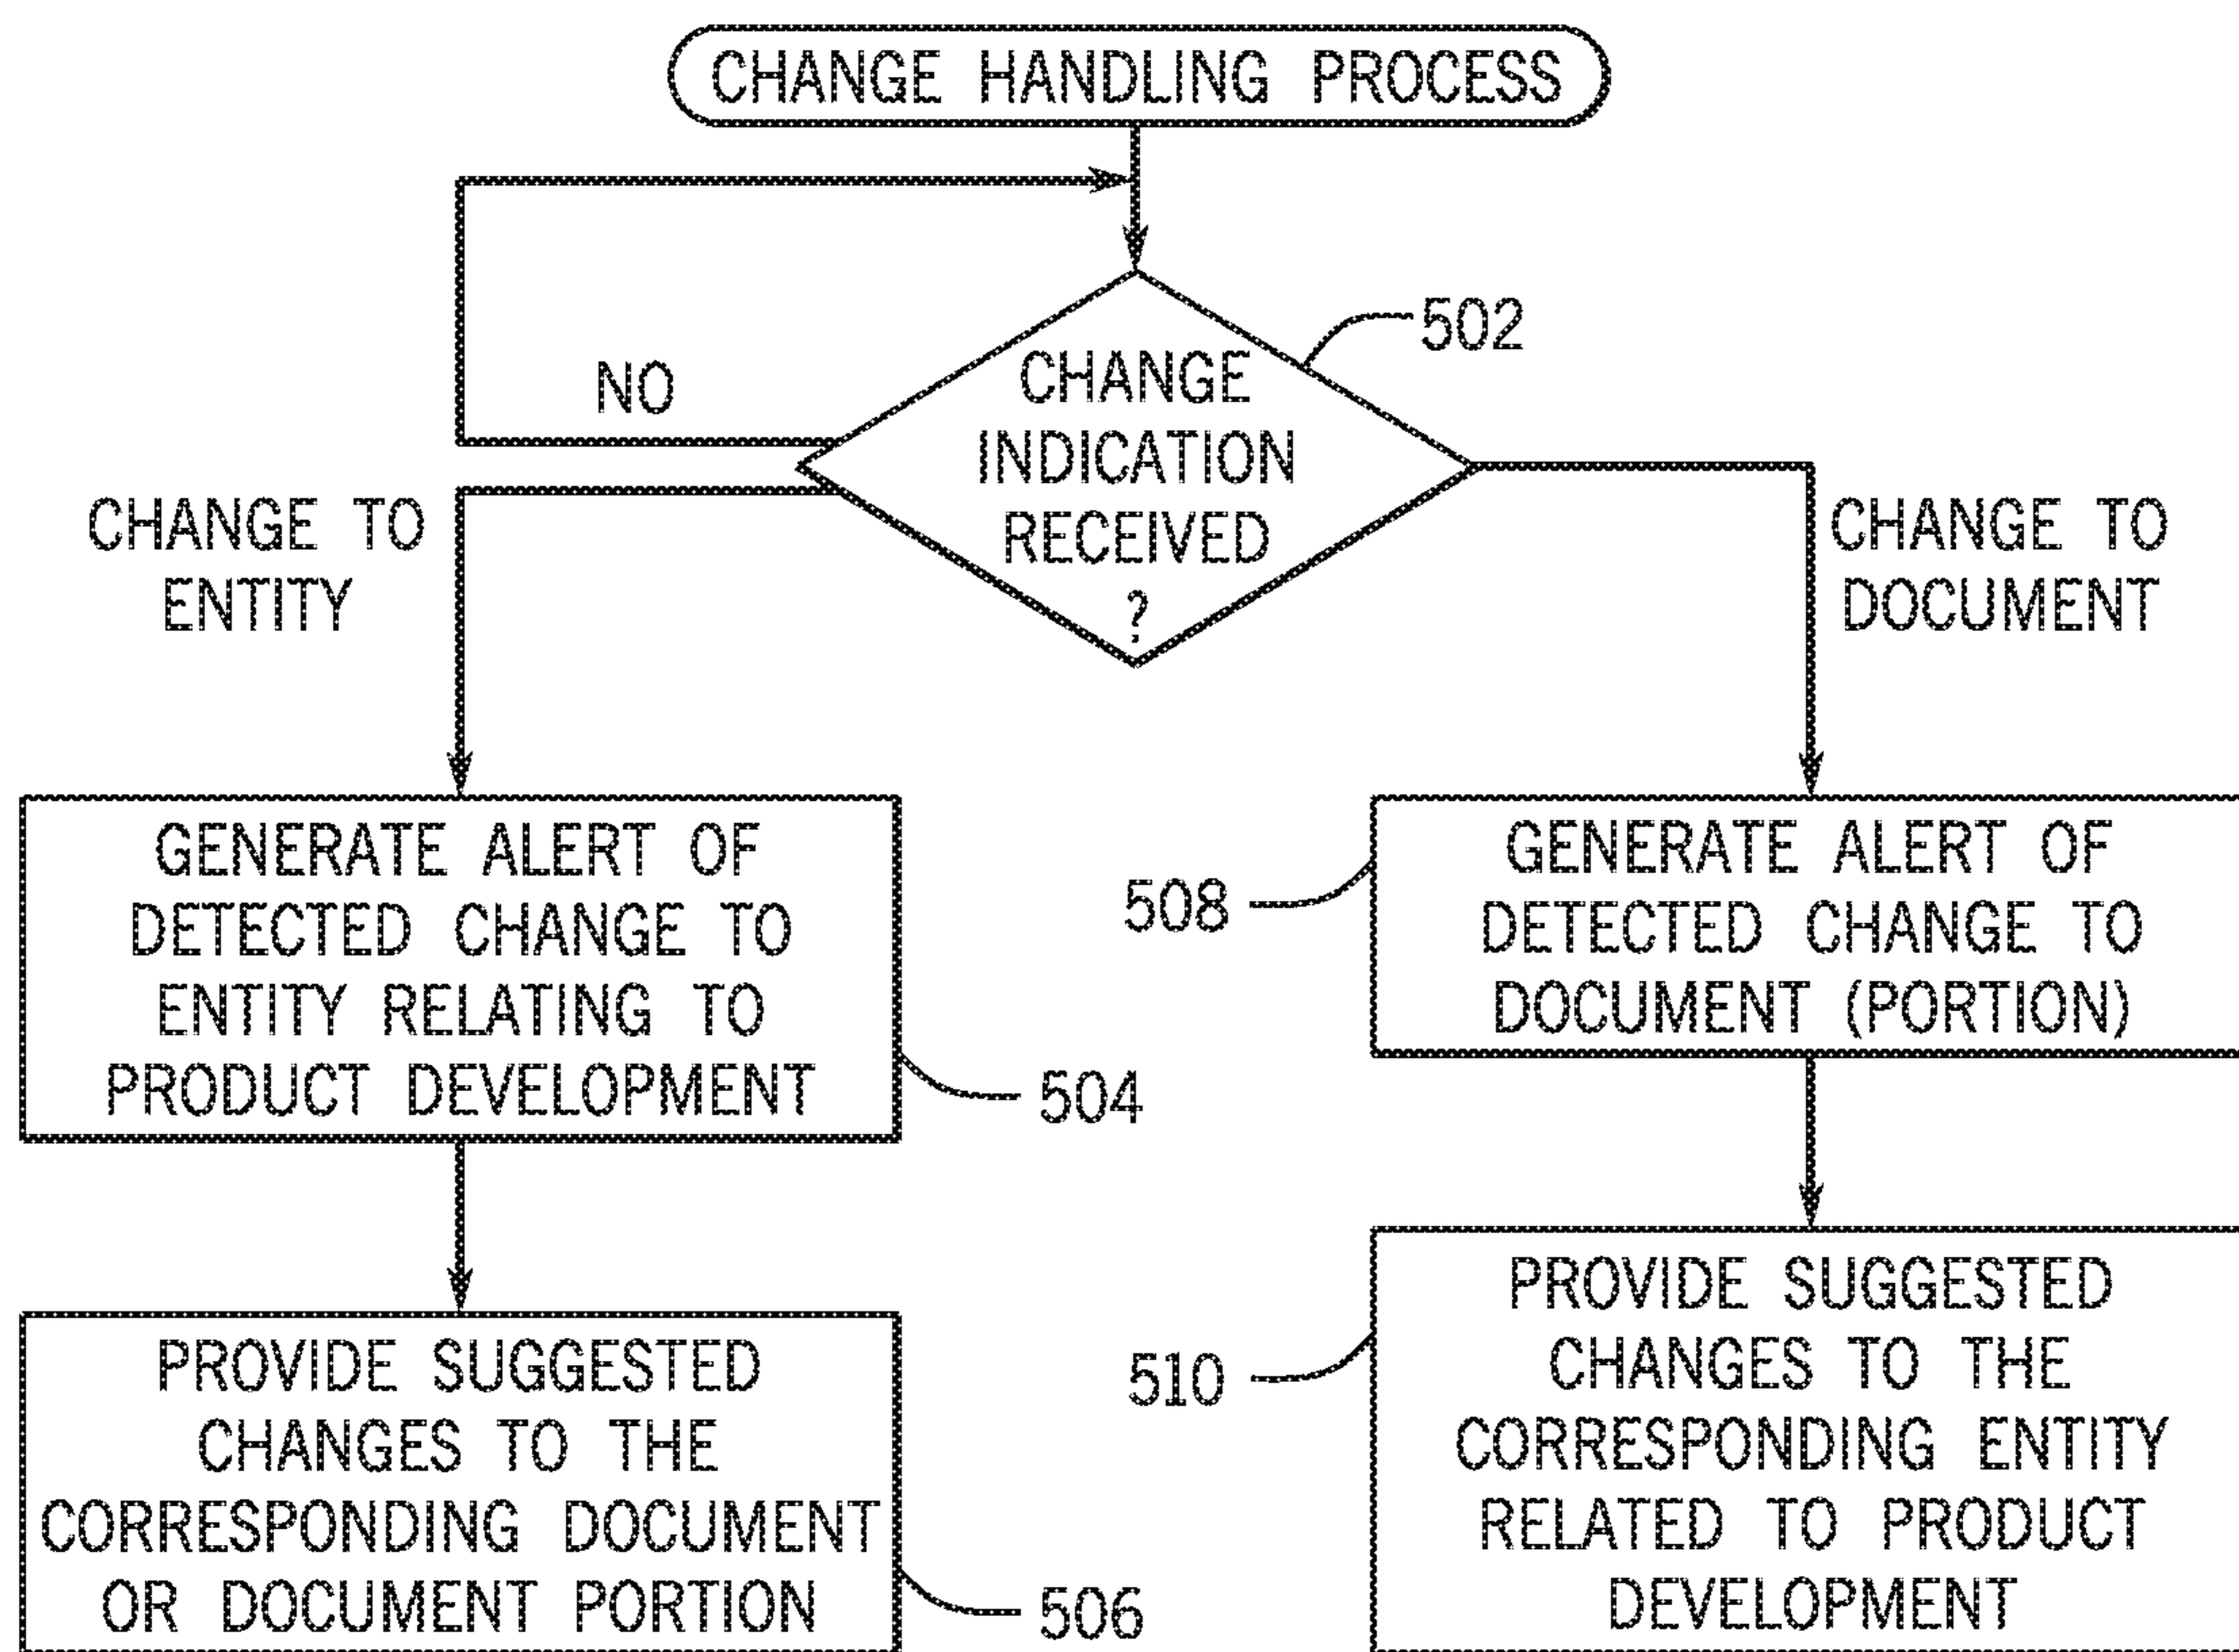 CHANGE HANDLING PROCESS
502
CHANGE
INDICATION
RECEIVED
?
NO
CHANGE TO
ENTITY
CHANGE TO
DOCUMENT
GENERATE ALERT OF
DETECTED CHANGE TO
ENTITY RELATING TO
PRODUCT DEVELOPMENT
504
PROVIDE SUGGESTED
CHANGES TO THE
CORRESPONDING DOCUMENT
OR DOCUMENT PORTION
506
508
GENERATE ALERT OF
DETECTED CHANGE TO
DOCUMENT (PORTION)
510
PROVIDE SUGGESTED
CHANGES TO THE
CORRESPONDING ENTITY
RELATED TO PRODUCT
DEVELOPMENT